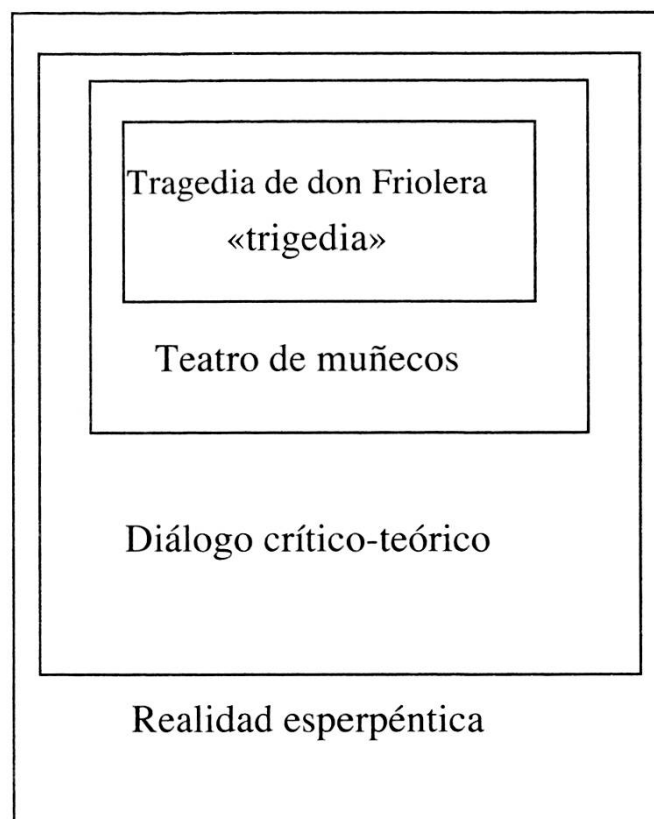 Tragedia de don Friolera
«trigedia»
Teatro de muñecos
Diálogo crítico-teórico
Realidad esperpéntica